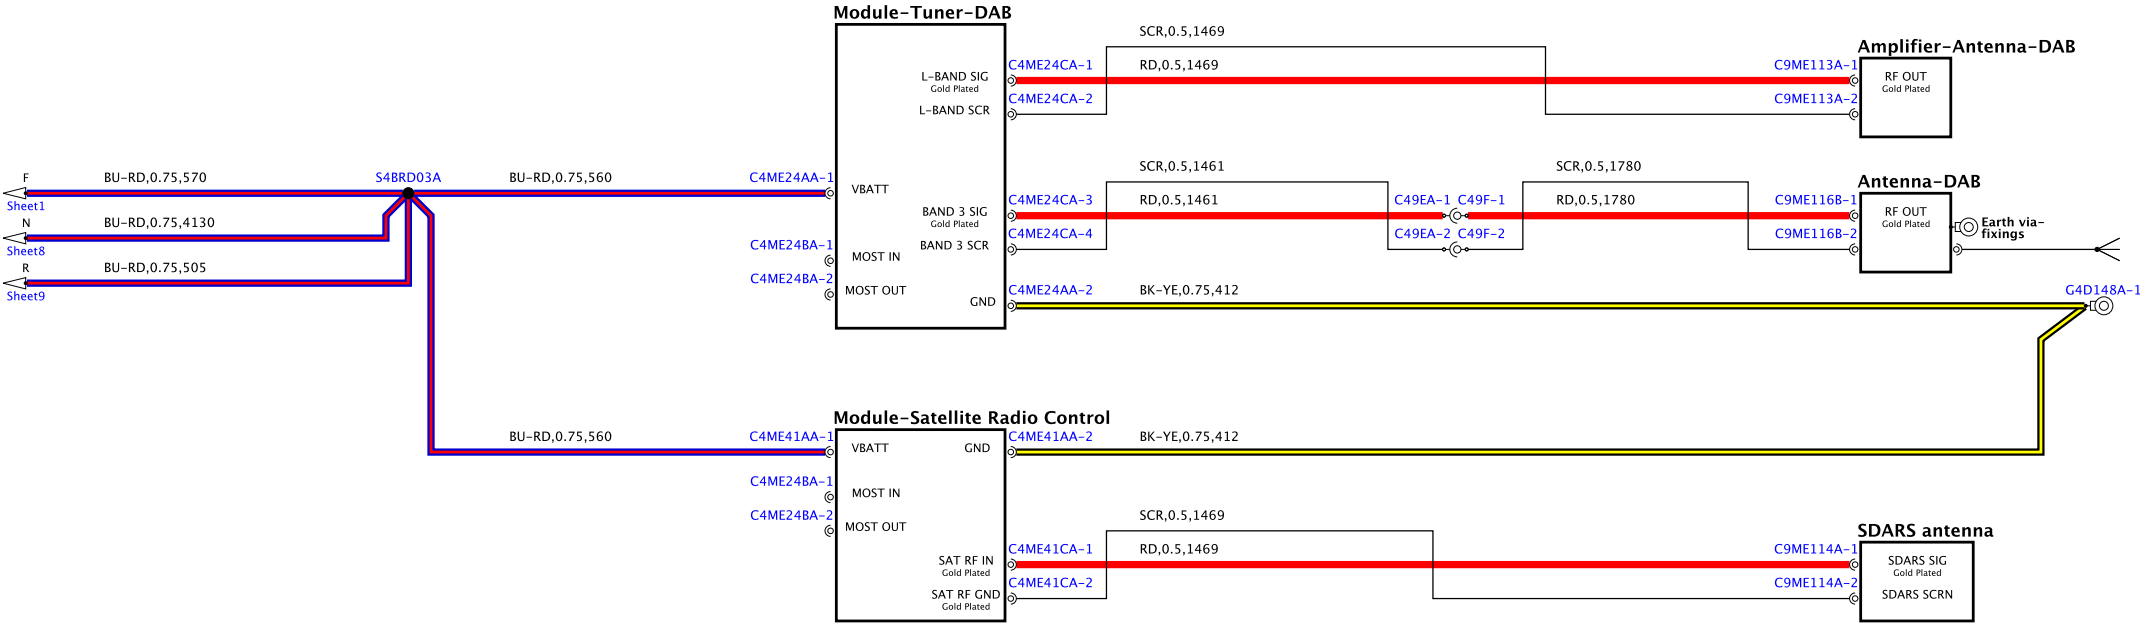 Module-Tuner-DAB
SCR,0.5,1469
Amplifier-Antenna-DAB
C4ME24CA-1
RD,0.5,1469
C9ME113A-1
L-BAND SIG
Gold Plated
RF OUT
Gold Plated
C4ME24CA-2
C9ME113A-2
L-BAND SCR
F
BU-RD,0.75,570
S4BRD03A
BU-RD,0.75,560
C4ME24AA-1
VBATT
SCR,0.5,1461
SCR,0.5,1780
Antenna-DAB
Sheet1
C4ME24CA-3
RD,0.5,1461
C49EA-1
C49F-1
RD,0.5,1780
C9ME116B-1
BAND 3 SIG
Gold Plated
RF OUT
Gold Plated
Earth via-
fixings
N
BU-RD,0.75,4130
Sheet8
C4ME24CA-4
C49EA-2
C49F-2
C9ME116B-2
BAND 3 SCR
C4ME24BA-1
MOST IN
R
BU-RD,0.75,505
Sheet9
C4ME24BA-2
MOST OUT
C4ME24AA-2
BK-YE,0.75,412
G4D148A-1
GND
Module-Satellite Radio Control
BU-RD,0.75,560
C4ME41AA-1
VBATT
GND
C4ME41AA-2
BK-YE,0.75,412
C4ME24BA-1
MOST IN
C4ME24BA-2
MOST OUT
SCR,0.5,1469
SDARS antenna
C4ME41CA-1
RD,0.5,1469
C9ME114A-1
SAT RF IN
Gold Plated
SDARS SIG
Gold Plated
C4ME41CA-2
C9ME114A-2
SAT RF GND
Gold Plated
SDARS SCRN